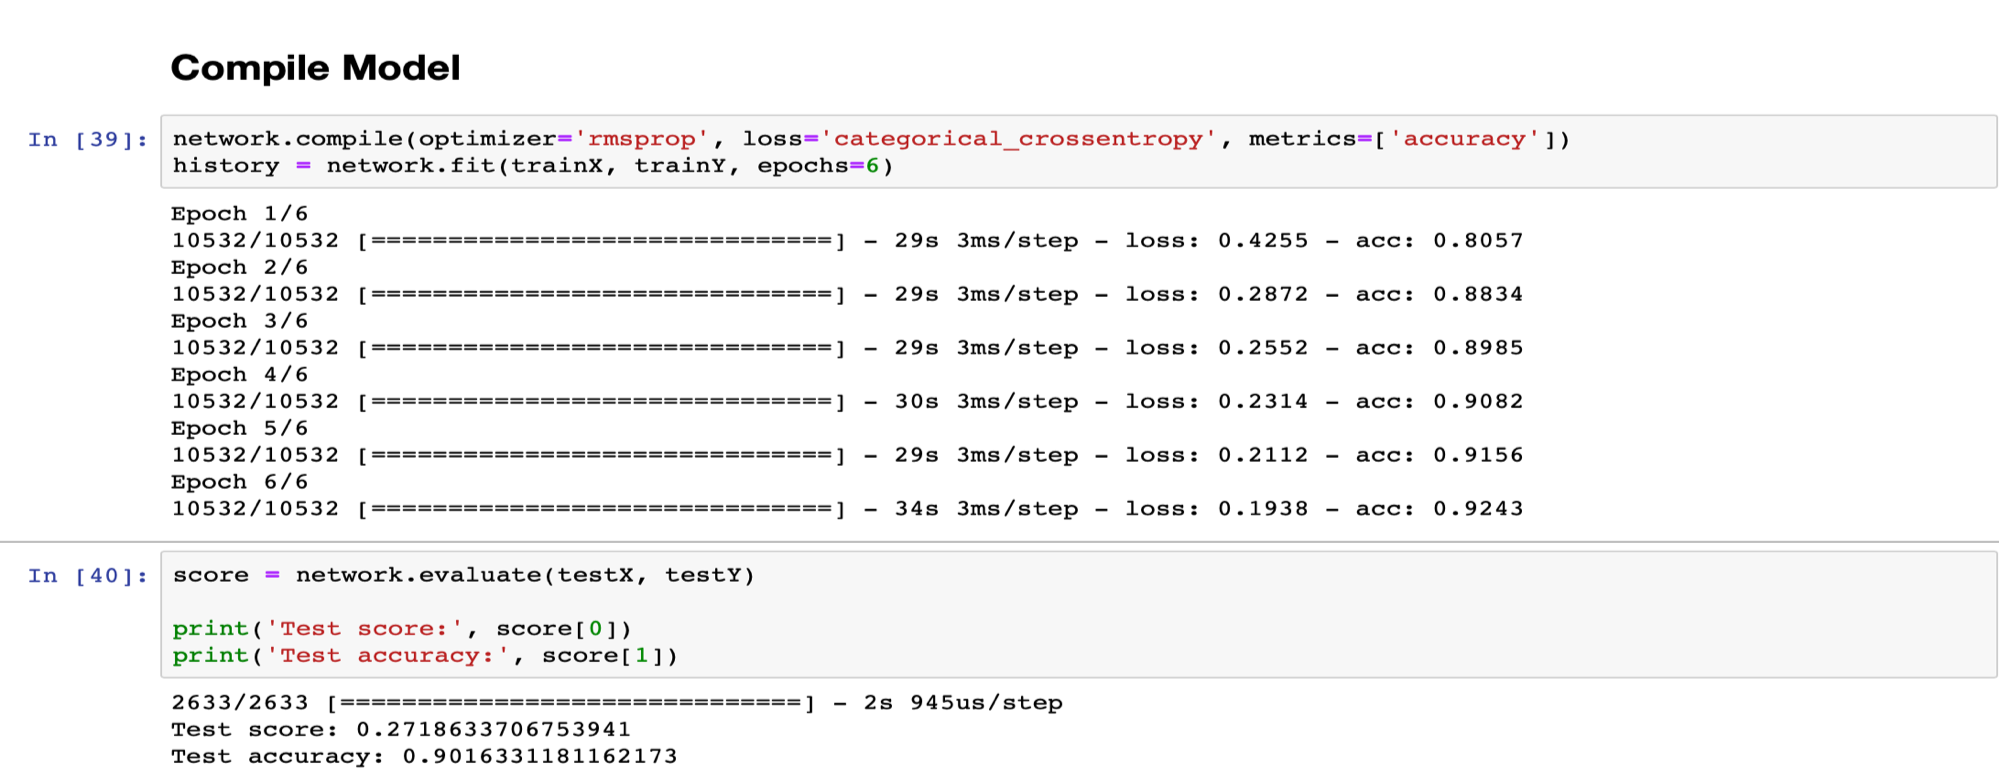 Compile Model
In [39]:
network.compile(optimizer='rmsprop', loss='categorical_crossentropy', metrics=['accuracy'])
history = network.fit(trainX, trainY, epochs=6)
Epoch 1/6
10532/10532 [==============================] - 29s 3ms/step - loss: 0.4255 - acc: 0.8057
Epoch 2/6
10532/10532 [==============================] - 29s 3ms/step - loss: 0.2872 - acc: 0.8834
Epoch 3/6
10532/10532 [==============================] - 29s 3ms/step - loss: 0.2552 - acc: 0.8985
Epoch 4/6
10532/10532 [==============================] - 30s 3ms/step - loss: 0.2314 - acc: 0.9082
Epoch 5/6
10532/10532 [==============================] - 29s 3ms/step - loss: 0.2112 - acc: 0.9156
Epoch 6/6
10532/10532 [==============================] - 34s 3ms/step - loss: 0.1938 - acc: 0.9243
In [40]:
score = network.evaluate(testX, testY)
print('Test score:', score[0])
print('Test accuracy:', score[1])
2633/2633 [==============================] - 2s 945us/step
Test score: 0.2718633706753941
Test accuracy: 0.9016331181162173